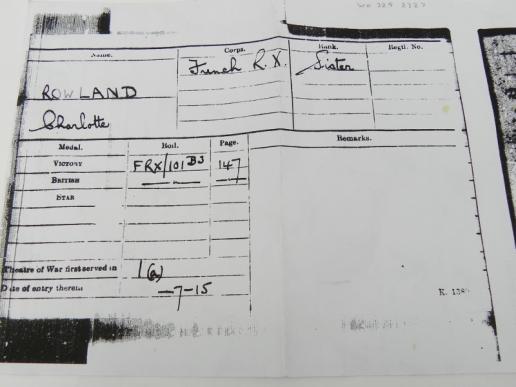 WO 329 2323
Name. Corps. Rank. Regtl. No.
French R.X. Sister
ROWLAND
Charlotte
Medal. Roll. Page. Remarks.
VICTORY FRX/101 B3 147
BRITISH
STAR
Theatre of War first served in 1(a)
Date of entry therein -7-15
K. 1380